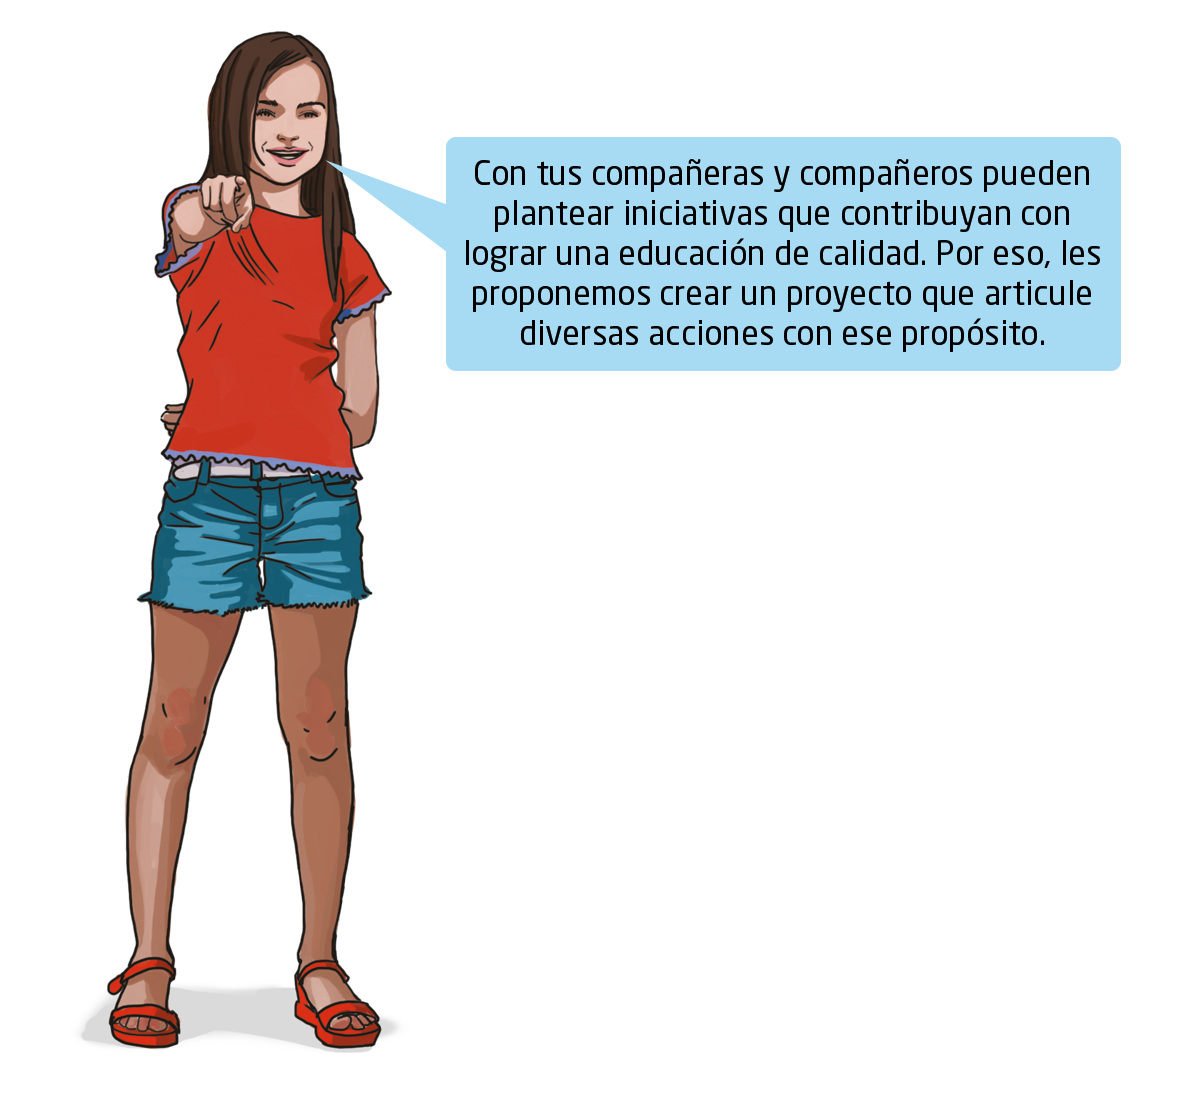 Con tus compañeras y compañeros pueden
plantear iniciativas que contribuyan con
lograr una educación de calidad. Por eso, les
proponemos crear un proyecto que articule
diversas acciones con ese propósito.